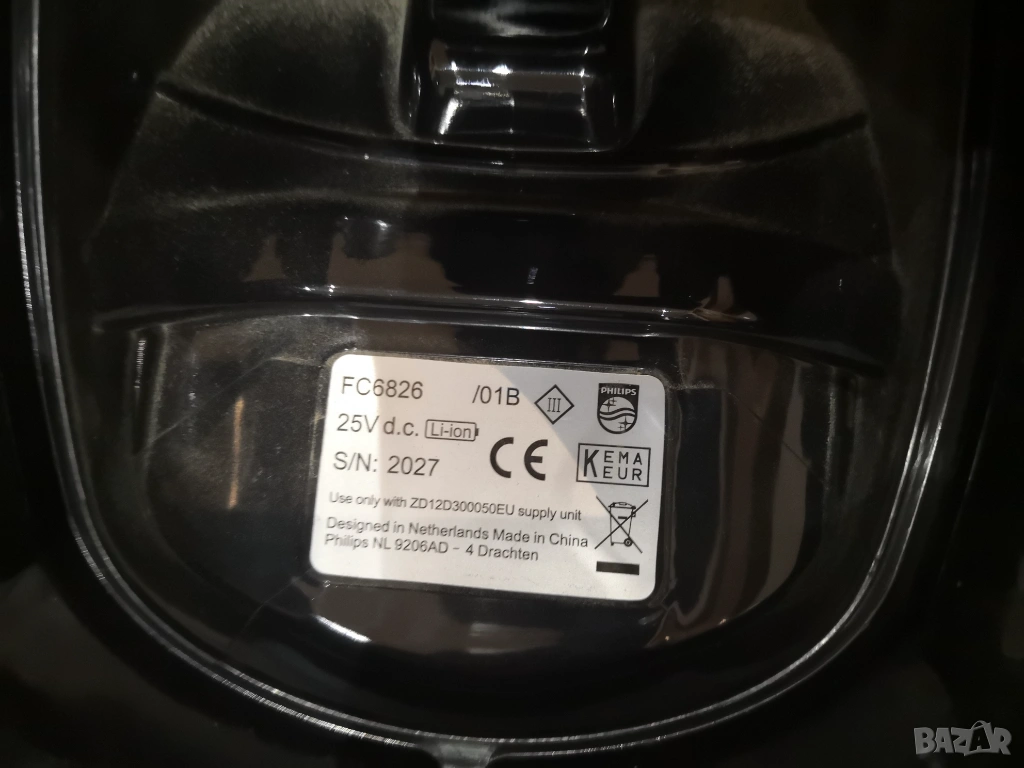 FC6826 /01B III PHILIPS
25V d.c. Li-ion CE KEMA
S/N: 2027 KEUR
Use only with ZD12D300050EU supply unit
Designed in Netherlands Made in China
Philips NL 9206AD - 4 Drachten
BAZAR